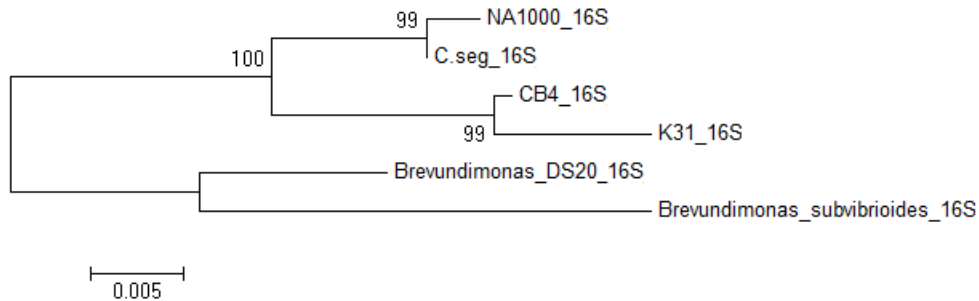 99 NA1000_16S
100 C.seg_16S
CB4_16S
99 K31_16S
Brevundimonas_DS20_16S
Brevundimonas_subvibrioides_16S
0.005